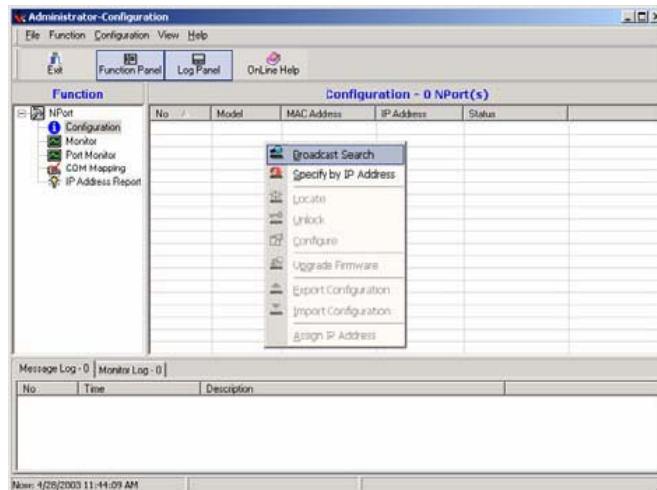 Administrator-Configuration
File Function Configuration View Help
Exit Function Panel Log Panel OnLine Help
Function
Configuration - 0 NPort(s)
NPort
Configuration
Monitor
Port Monitor
COM Mapping
IP Address Report
No Model MAC Address IP Address Status
Broadcast Search
Specify by IP Address
Locate
Unlock
Configure
Upgrade Firmware
Export Configuration
Import Configuration
Assign IP Address
Message Log - 0 Monitor Log - 0
No Time Description
Now: 4/28/2003 11:44:09 AM